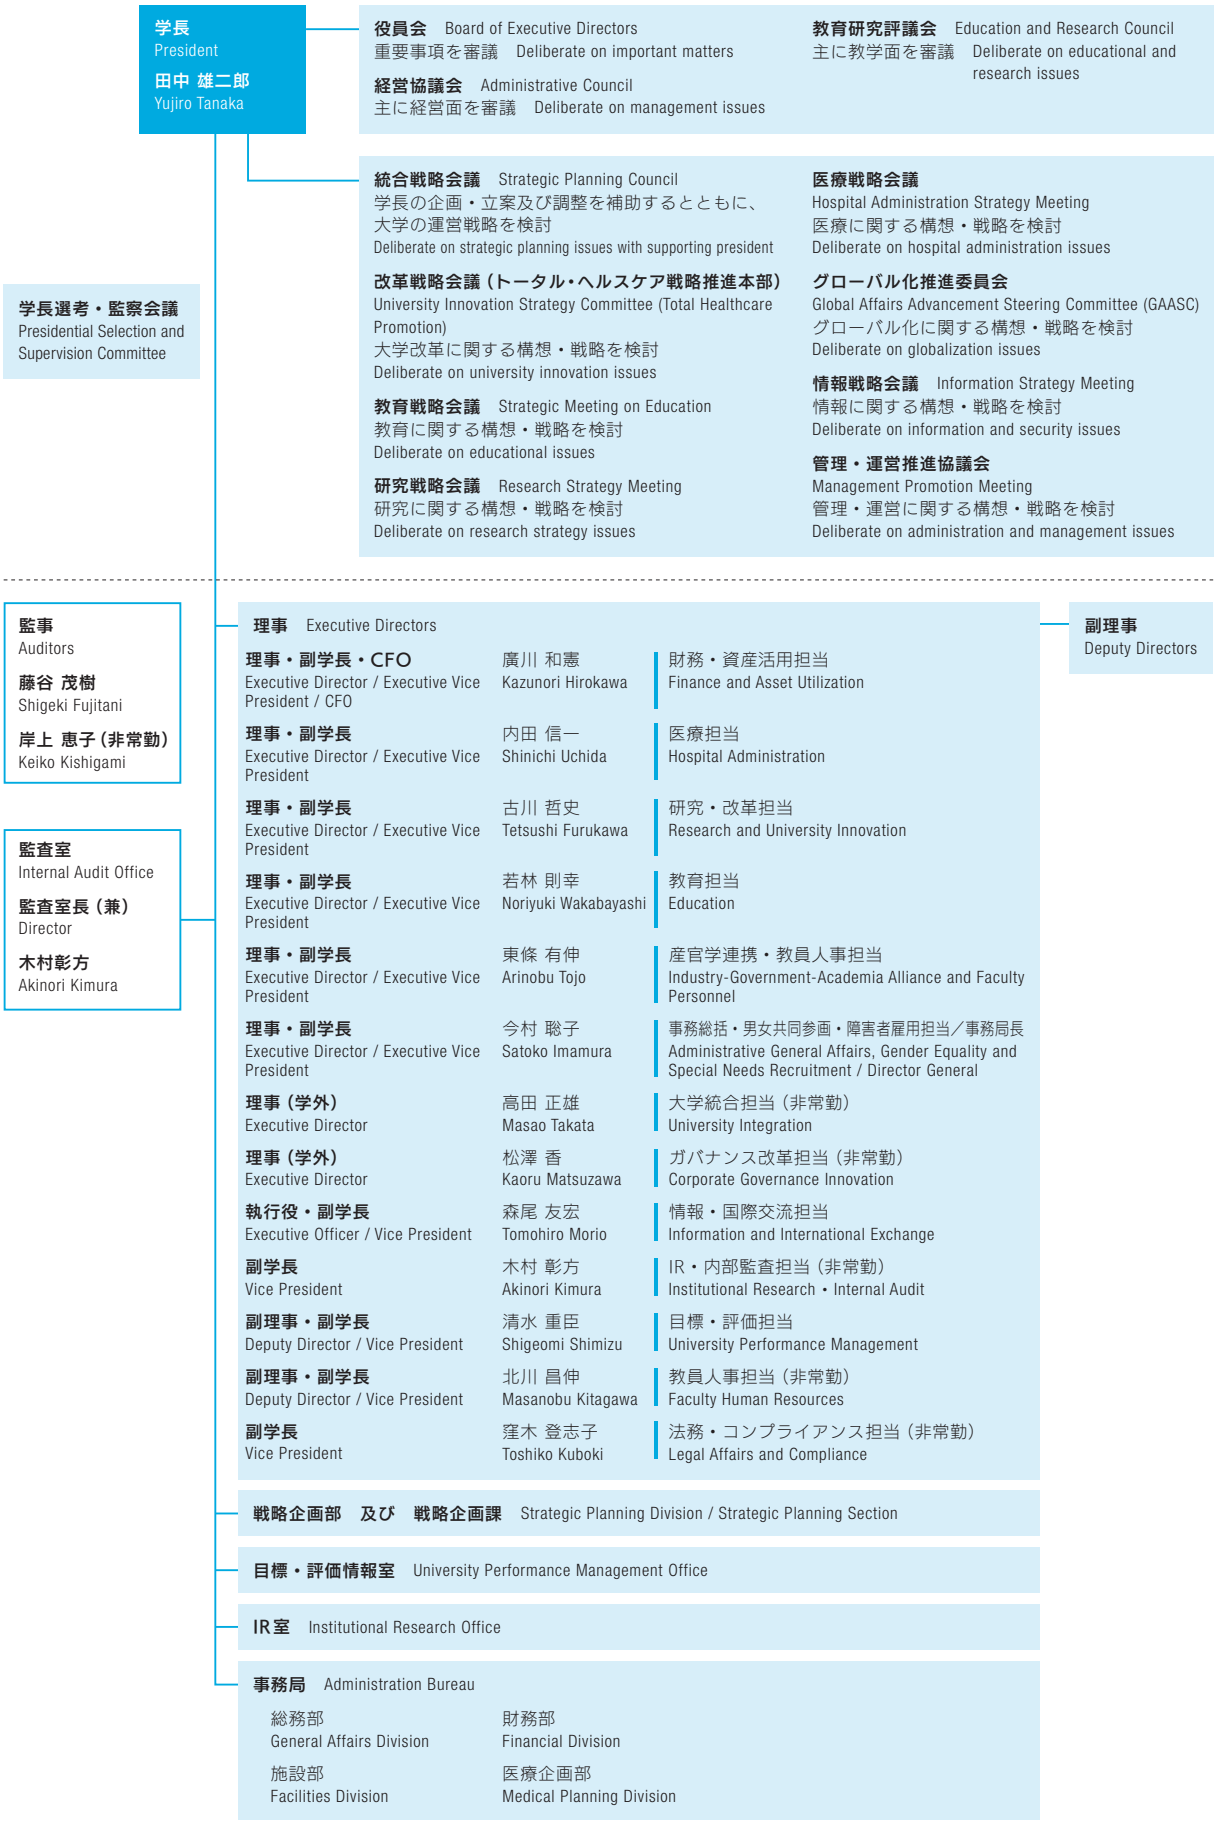 学長
President
田中 雄二郎
Yujiro Tanaka
役員会 Board of Executive Directors
重要事項を審議 Deliberate on important matters
経営協議会 Administrative Council
主に経営面を審議 Deliberate on management issues
教育研究評議会 Education and Research Council
主に教学面を審議 Deliberate on educational and
research issues
統合戦略会議 Strategic Planning Council
学長の企画・立案及び調整を補助するとともに、
大学の運営戦略を検討
Deliberate on strategic planning issues with supporting president
改革戦略会議（トータル・ヘルスケア戦略推進本部）
University Innovation Strategy Committee (Total Healthcare
Promotion)
大学改革に関する構想・戦略を検討
Deliberate on university innovation issues
教育戦略会議 Strategic Meeting on Education
教育に関する構想・戦略を検討
Deliberate on educational issues
研究戦略会議 Research Strategy Meeting
研究に関する構想・戦略を検討
Deliberate on research strategy issues
医療戦略会議
Hospital Administration Strategy Meeting
医療に関する構想・戦略を検討
Deliberate on hospital administration issues
グローバル化推進委員会
Global Affairs Advancement Steering Committee (GAASC)
グローバル化に関する構想・戦略を検討
Deliberate on globalization issues
情報戦略会議 Information Strategy Meeting
情報に関する構想・戦略を検討
Deliberate on information and security issues
管理・運営推進協議会
Management Promotion Meeting
管理・運営に関する構想・戦略を検討
Deliberate on administration and management issues
学長選考・監察会議
Presidential Selection and
Supervision Committee
監事
Auditors
藤谷 茂樹
Shigeki Fujitani
岸上 恵子（非常勤）
Keiko Kishigami
監査室
Internal Audit Office
監査室長（兼）
Director
木村彰方
Akinori Kimura
理事 Executive Directors
理事・副学長・CFO 廣川 和憲 財務・資産活用担当
Executive Director / Executive Vice Kazunori Hirokawa Finance and Asset Utilization
President / CFO
理事・副学長 内田 信一 医療担当
Executive Director / Executive Vice Shinichi Uchida Hospital Administration
President
理事・副学長 古川 哲史 研究・改革担当
Executive Director / Executive Vice Tetsushi Furukawa Research and University Innovation
President
理事・副学長 若林 則幸 教育担当
Executive Director / Executive Vice Noriyuki Wakabayashi Education
President
理事・副学長 東條 有伸 産官学連携・教員人事担当
Executive Director / Executive Vice Arinobu Tojo Industry-Government-Academia Alliance and Faculty
President Personnel
理事・副学長 今村 聡子 事務総括・男女共同参画・障害者雇用担当／事務局長
Executive Director / Executive Vice Satoko Imamura Administrative General Affairs, Gender Equality and
President Special Needs Recruitment / Director General
理事（学外） 高田 正雄 大学統合担当（非常勤）
Executive Director Masao Takata University Integration
理事（学外） 松澤 香 ガバナンス改革担当（非常勤）
Executive Director Kaoru Matsuzawa Corporate Governance Innovation
執行役・副学長 森尾 友宏 情報・国際交流担当
Executive Officer / Vice President Tomohiro Morio Information and International Exchange
副学長 木村 彰方 IR・内部監査担当（非常勤）
Vice President Akinori Kimura Institutional Research・Internal Audit
副理事・副学長 清水 重臣 目標・評価担当
Deputy Director / Vice President Shigeomi Shimizu University Performance Management
副理事・副学長 北川 昌伸 教員人事担当（非常勤）
Deputy Director / Vice President Masanobu Kitagawa Faculty Human Resources
副学長 窪木 登志子 法務・コンプライアンス担当（非常勤）
Vice President Toshiko Kuboki Legal Affairs and Compliance
副理事
Deputy Directors
戦略企画部 及び 戦略企画課 Strategic Planning Division / Strategic Planning Section
目標・評価情報室 University Performance Management Office
IR室 Institutional Research Office
事務局 Administration Bureau
総務部 財務部
General Affairs Division Financial Division
施設部 医療企画部
Facilities Division Medical Planning Division